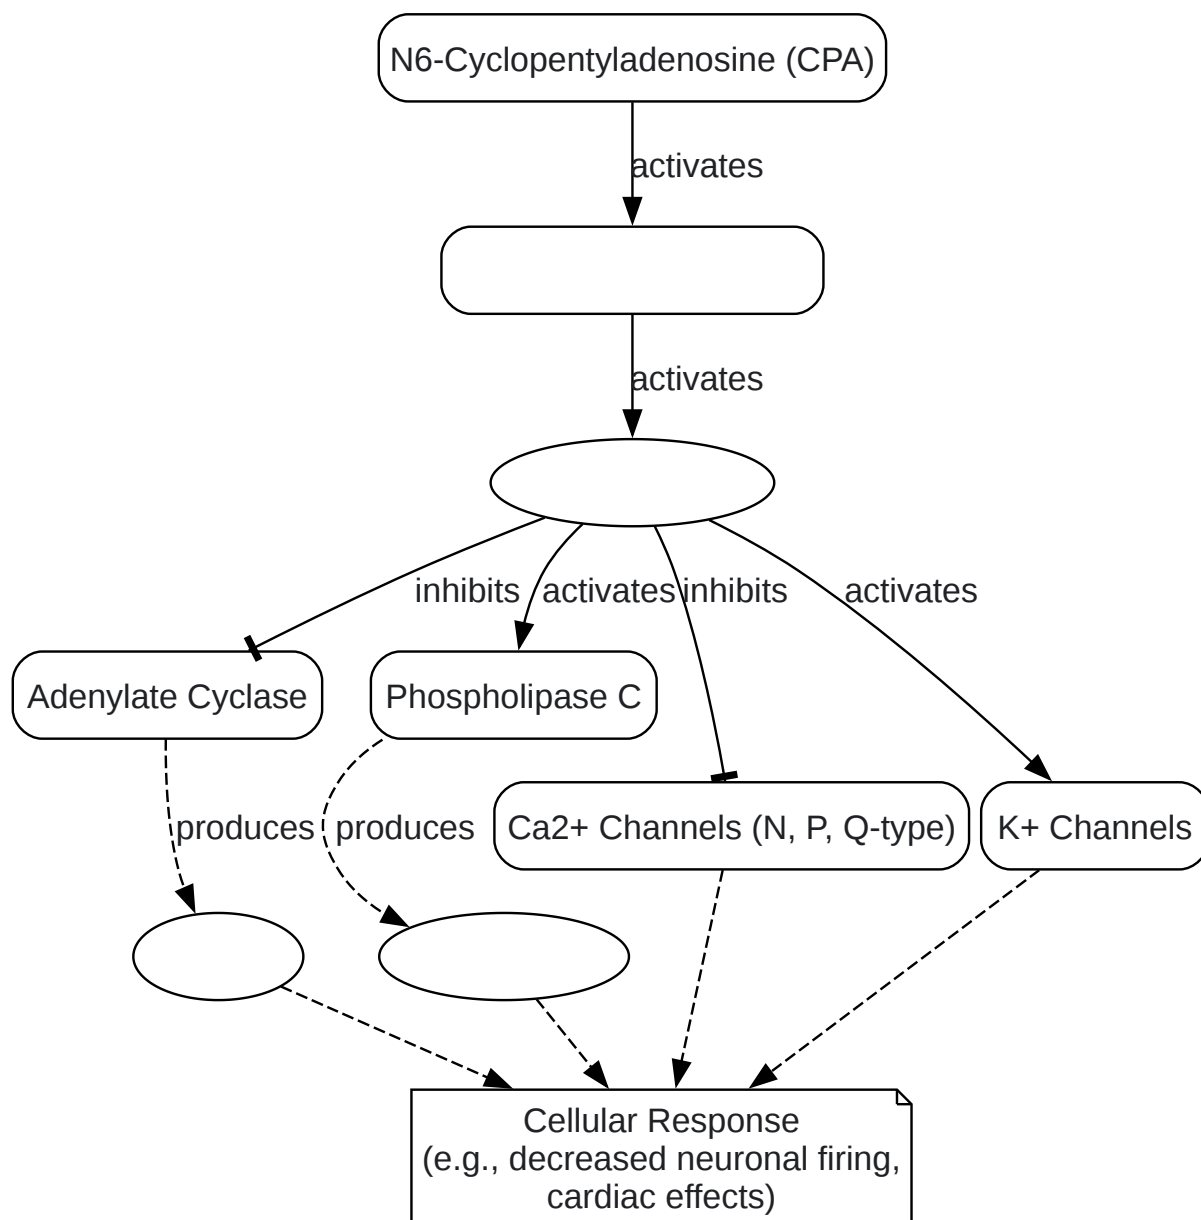 N6-Cyclopentyladenosine (CPA)
activates
activates
inhibits
activates
inhibits
activates
Adenylate Cyclase
Phospholipase C
produces
produces
Ca2+ Channels (N, P, Q-type)
K+ Channels
Cellular Response
(e.g., decreased neuronal firing,
cardiac effects)